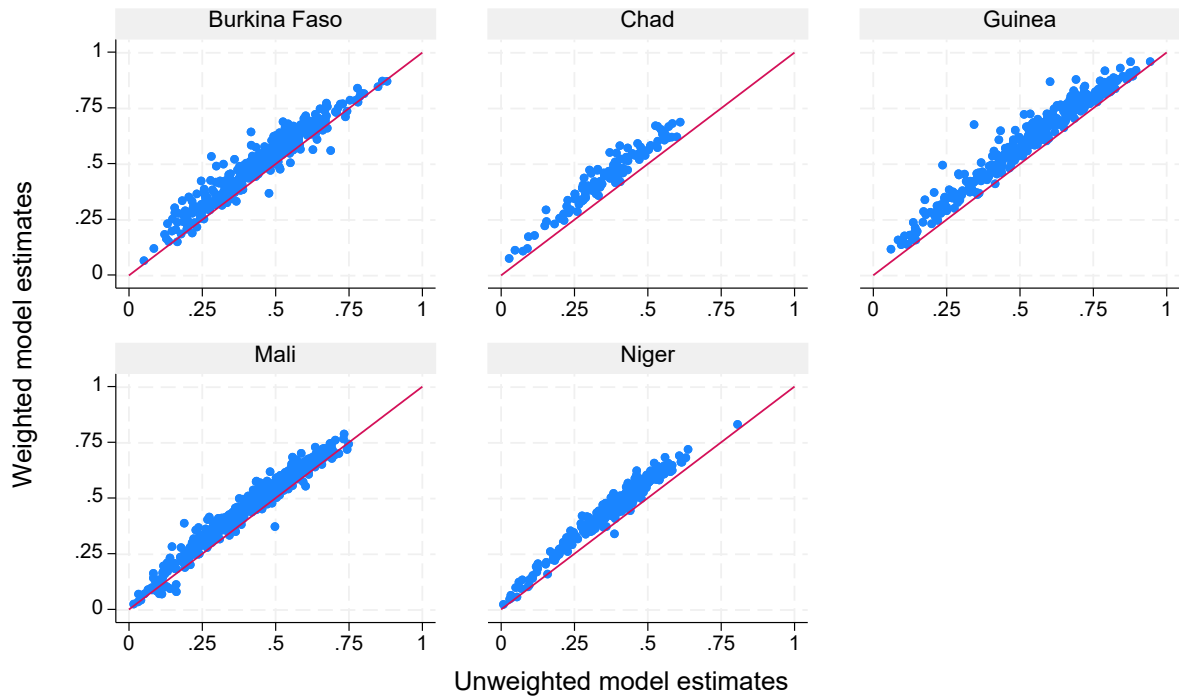 Burkina Faso
Chad
Guinea
Weighted model estimates
1
.75
.5
.25
0
0 .25 .5 .75 1
0 .25 .5 .75 1
0 .25 .5 .75 1
Mali
Niger
1
.75
.5
.25
0
0 .25 .5 .75 1
0 .25 .5 .75 1
Unweighted model estimates